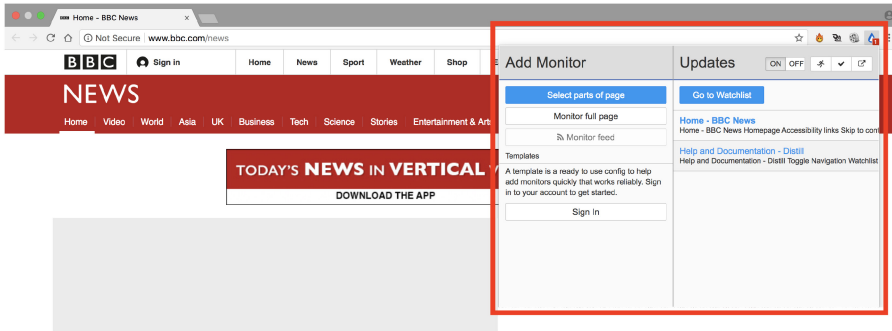 Home - BBC News
Not Secure www.bbc.com/news
BBC Sign in Home News Sport Weather Shop
NEWS
Home Video World Asia UK Business Tech Science Stories Entertainment & Arts
TODAY'S NEWS IN VERTICAL
DOWNLOAD THE APP
Add Monitor
Select parts of page
Monitor full page
Monitor feed
Templates
A template is a ready to use config to help
add monitors quickly that works reliably. Sign
in to your account to get started.
Sign In
Updates ON OFF
Go to Watchlist
Home - BBC News
Home - BBC News Homepage Accessibility links Skip to cont
Help and Documentation - Distill
Help and Documentation - Distill Toggle Navigation Watchlist